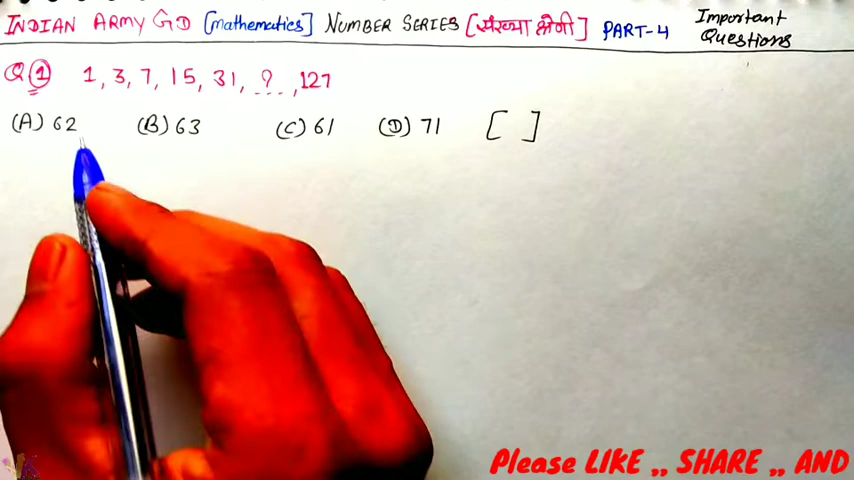 INDIAN ARMY GD [mathematics] NUMBER SERIES [संख्या श्रेणी] PART-4 Important Questions
Q① 1, 3, 7, 15, 31, ?, 127
(A) 62 (B) 63 (C) 61 (D) 71 [ ]
Please LIKE ,, SHARE ,, AND